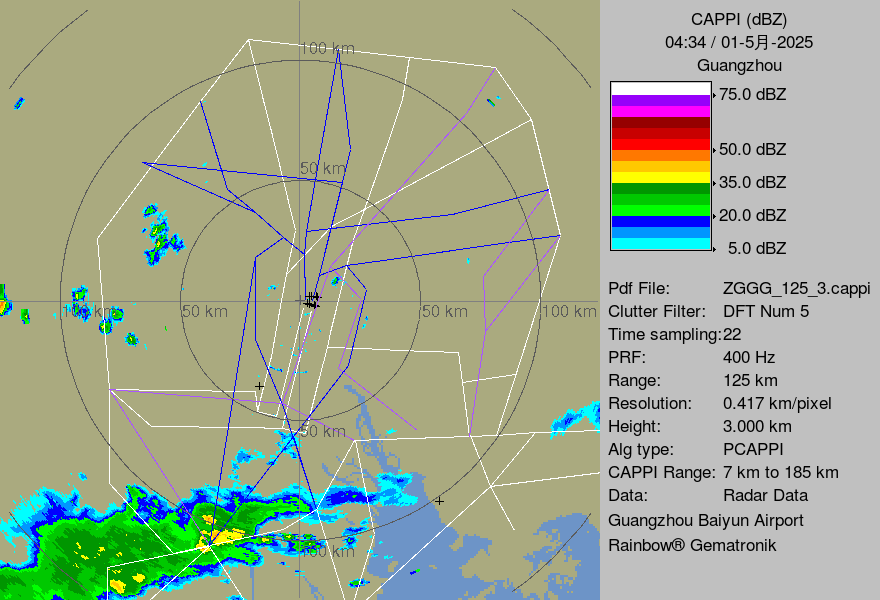 CAPPI (dBZ)
04:34 / 01-5月-2025
Guangzhou
75.0 dBZ
50.0 dBZ
35.0 dBZ
20.0 dBZ
5.0 dBZ
Pdf File: ZGGG_125_3.cappi
Clutter Filter: DFT Num 5
Time sampling:22
PRF: 400 Hz
Range: 125 km
Resolution: 0.417 km/pixel
Height: 3.000 km
Alg type: PCAPPI
CAPPI Range: 7 km to 185 km
Data: Radar Data
Guangzhou Baiyun Airport
Rainbow® Gematronik
100 km
50 km
100 km
50 km
50 km
100 km
50 km
100 km